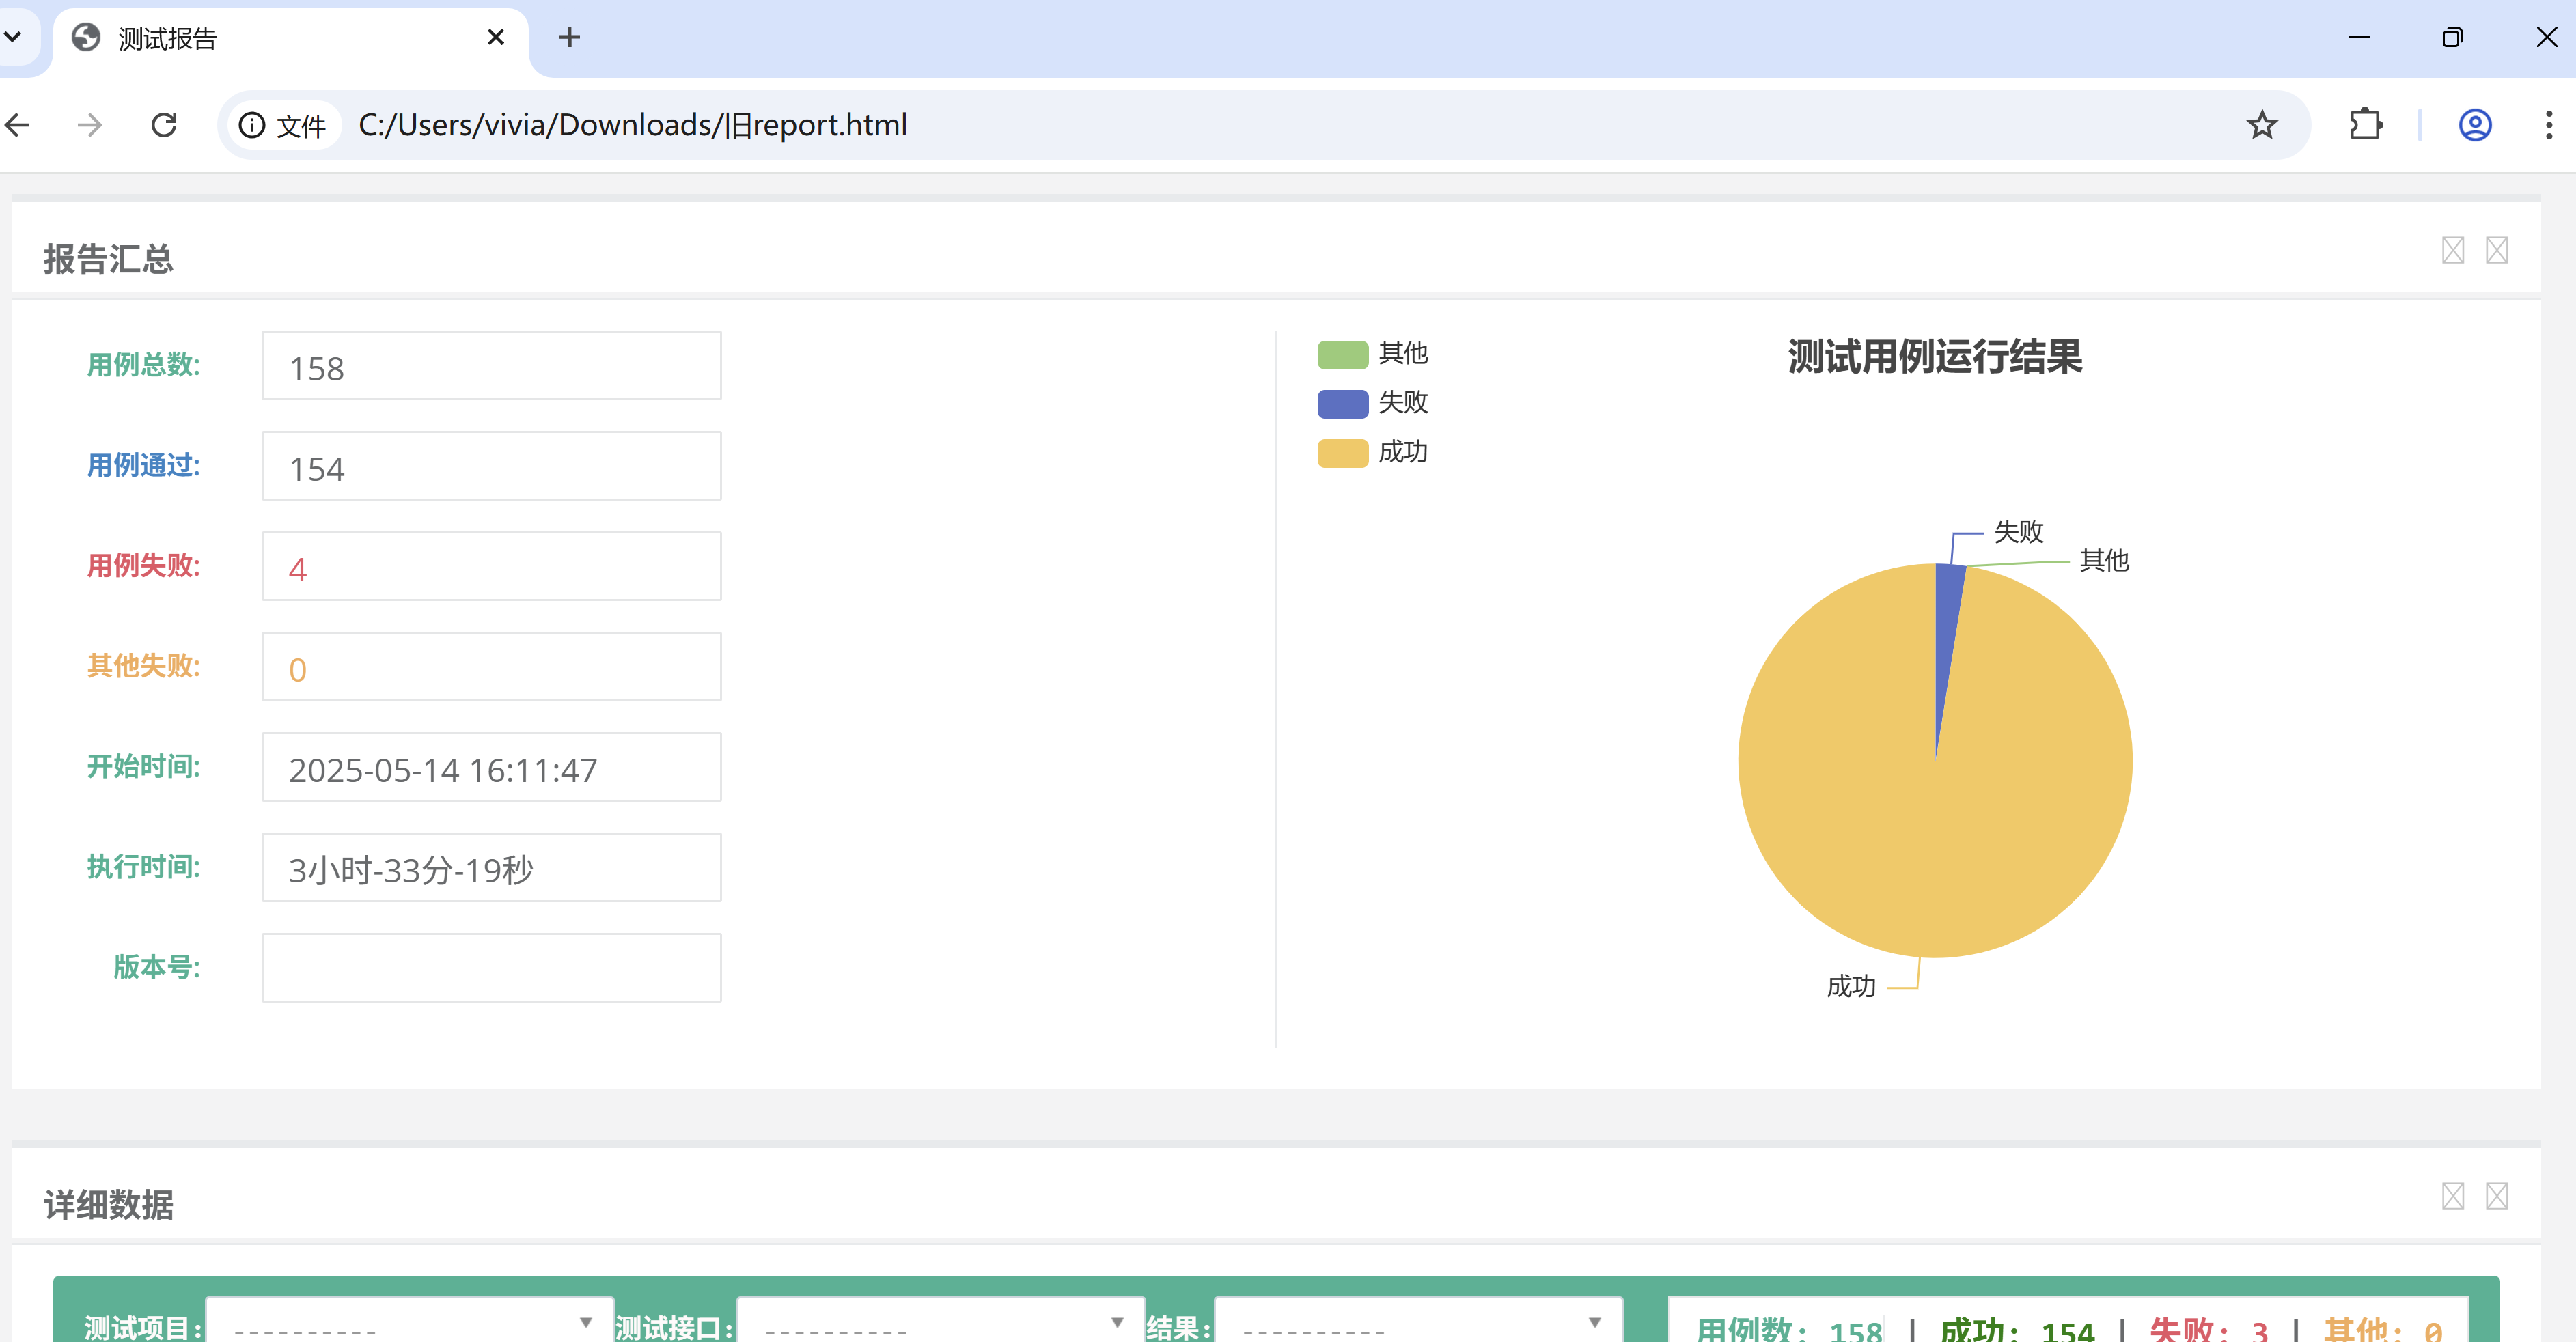 测试报告
文件 C:/Users/vivia/Downloads/旧report.html
报告汇总
用例总数: 158
用例通过: 154
用例失败: 4
其他失败: 0
开始时间: 2025-05-14 16:11:47
执行时间: 3小时-33分-19秒
版本号:
其他
失败
成功
测试用例运行结果
失败
其他
成功
详细数据
测试项目: ---------- 测试接口: ---------- 结果: ---------- 用例数: 158 | 成功: 154 | 失败: 3 | 其他: 0